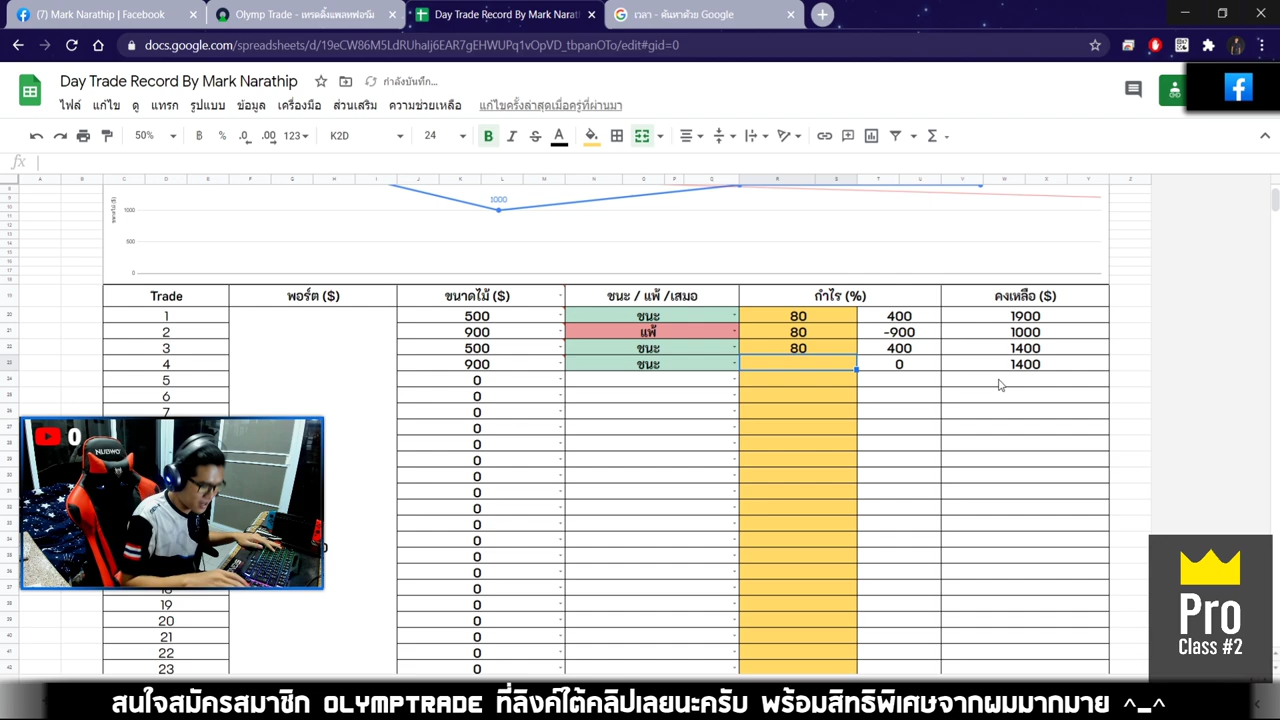 (7) Mark Narathip | Facebook
Olymp Trade - เทรดดิ้งแพลทฟอร์ม
Day Trade Record By Mark Narat
เวลา - ค้นหาด้วย Google
docs.google.com/spreadsheets/d/19eCW86M5LdRUhaIj6EAR7gEHWUPq1vOpVD_tbpanOTo/edit#gid=0
Day Trade Record By Mark Narathip
กำลังบันทึก...
ไฟล์ แก้ไข ดู แทรก รูปแบบ ข้อมูล เครื่องมือ ส่วนเสริม ความช่วยเหลือ แก้ไขครั้งล่าสุดเมื่อครู่ที่ผ่านมา
50% ฿ % .0 .00 123 K2D 24 B I S A
fx
1000
1000
500
0
Trade พอร์ต ($) ขนาดไม้ ($) ชนะ / แพ้ /เสมอ กำไร (%) คงเหลือ ($)
1 500 ชนะ 80 400 1900
2 900 แพ้ 80 -900 1000
3 500 ชนะ 80 400 1400
4 900 ชนะ 0 1400
5 0
6 0
7 0
0
0
0
0
0
0
0
0
0
0
0
19 0
20 0
21 0
22 0
23 0
0
NUBWO
Pro
Class #2
สนใจสมัครสมาชิก OLYMPTRADE ที่ลิงค์ใต้คลิปเลยนะครับ พร้อมสิทธิพิเศษจากผมมากมาย ^_^